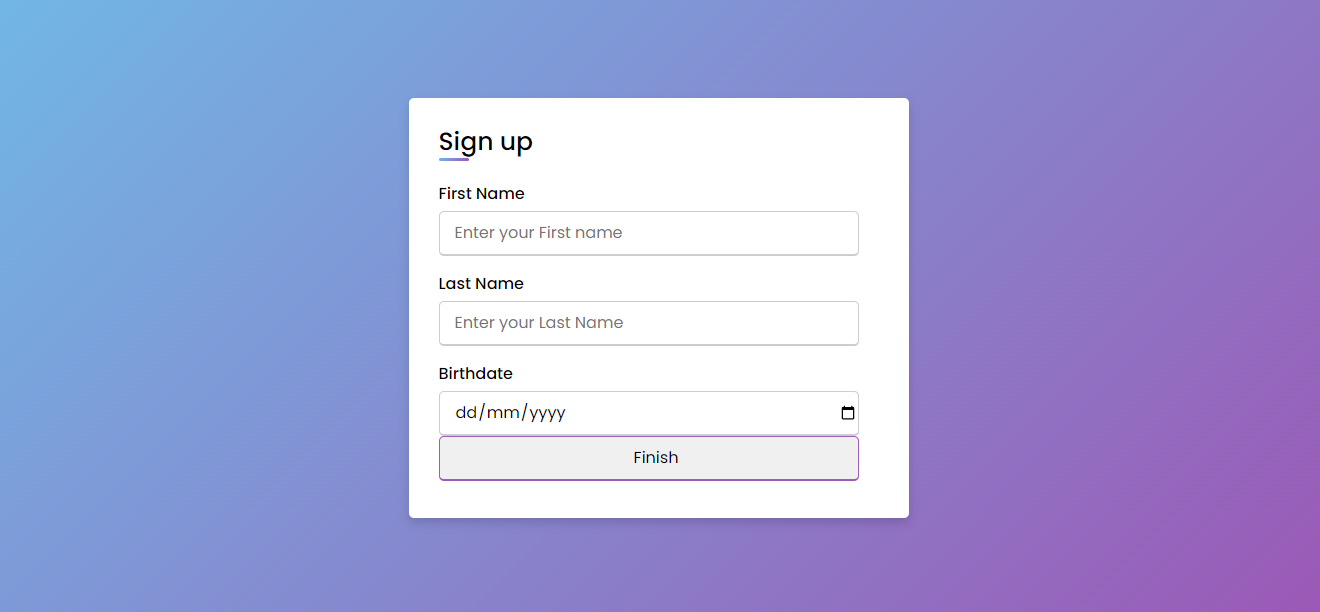 Sign up
First Name
Enter your First name
Last Name
Enter your Last Name
Birthdate
dd/mm/yyyy
Finish